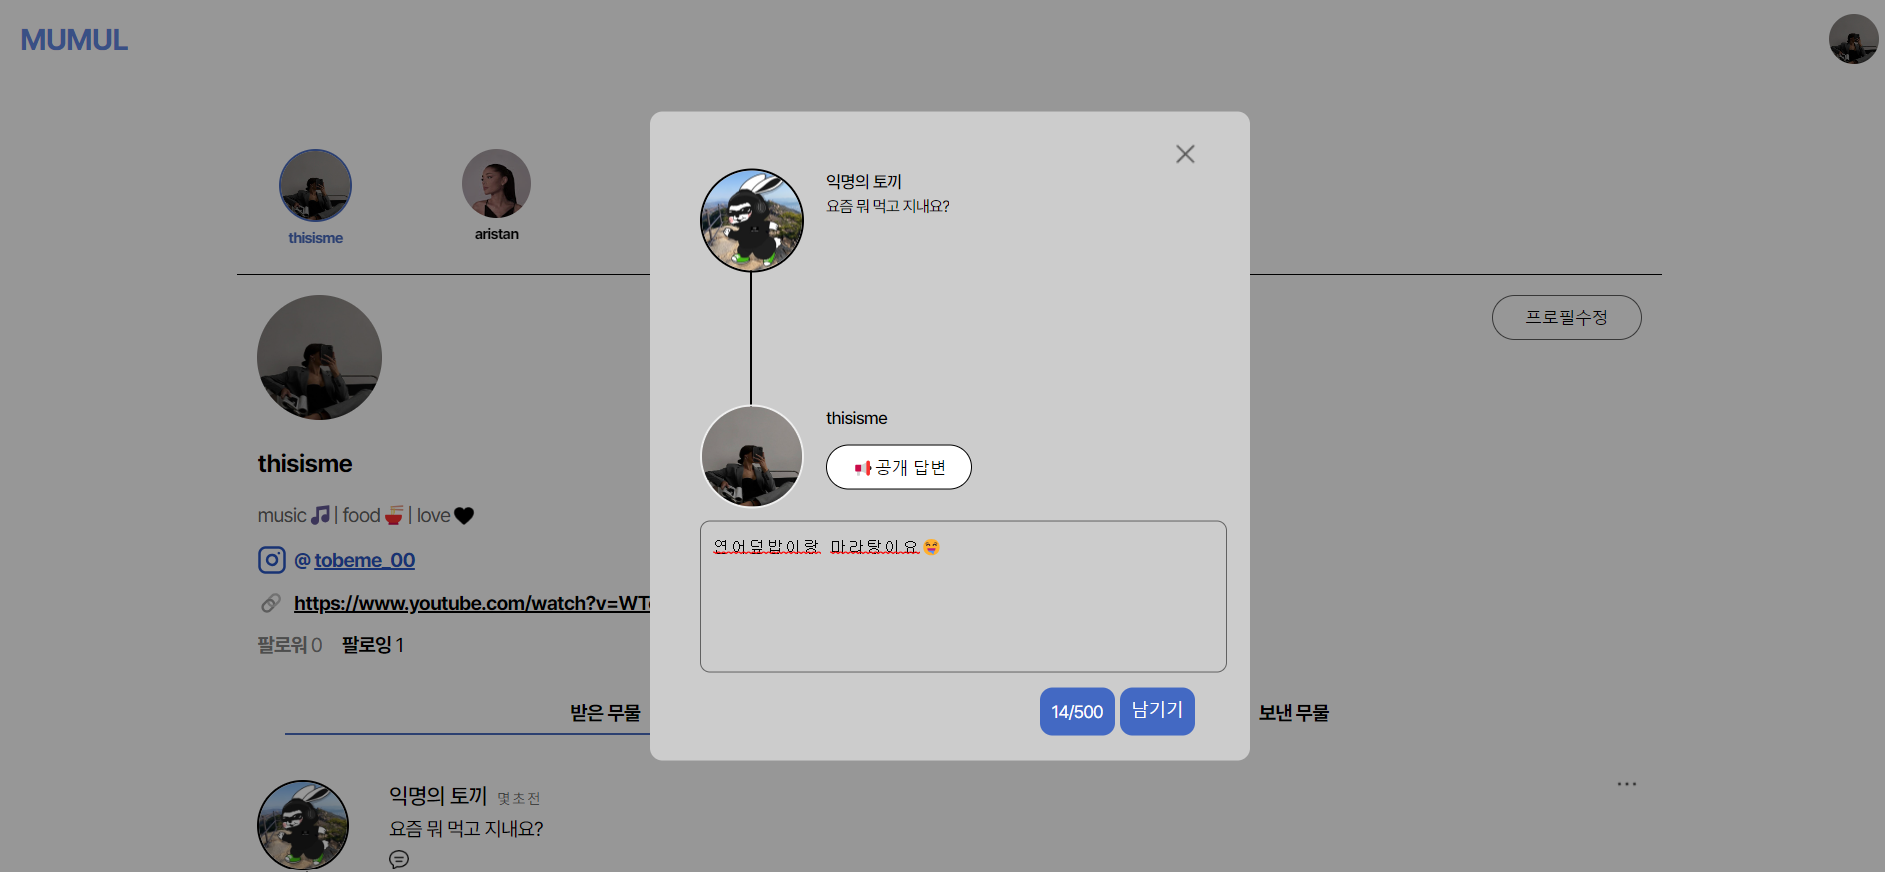 MUMUL
thisisme
aristan
프로필수정
thisisme
music🎵| food🍜| love🖤
@ tobeme_00
https://www.youtube.com/watch?v=WT
팔로워 0 팔로잉 1
받은 무물
보낸 무물
익명의 토끼 몇초전
요즘 뭐 먹고 지내요?
익명의 토끼
요즘 뭐 먹고 지내요?
thisisme
📢공개 답변
연어덮밥이랑 마라탕이요😝
14/500
남기기